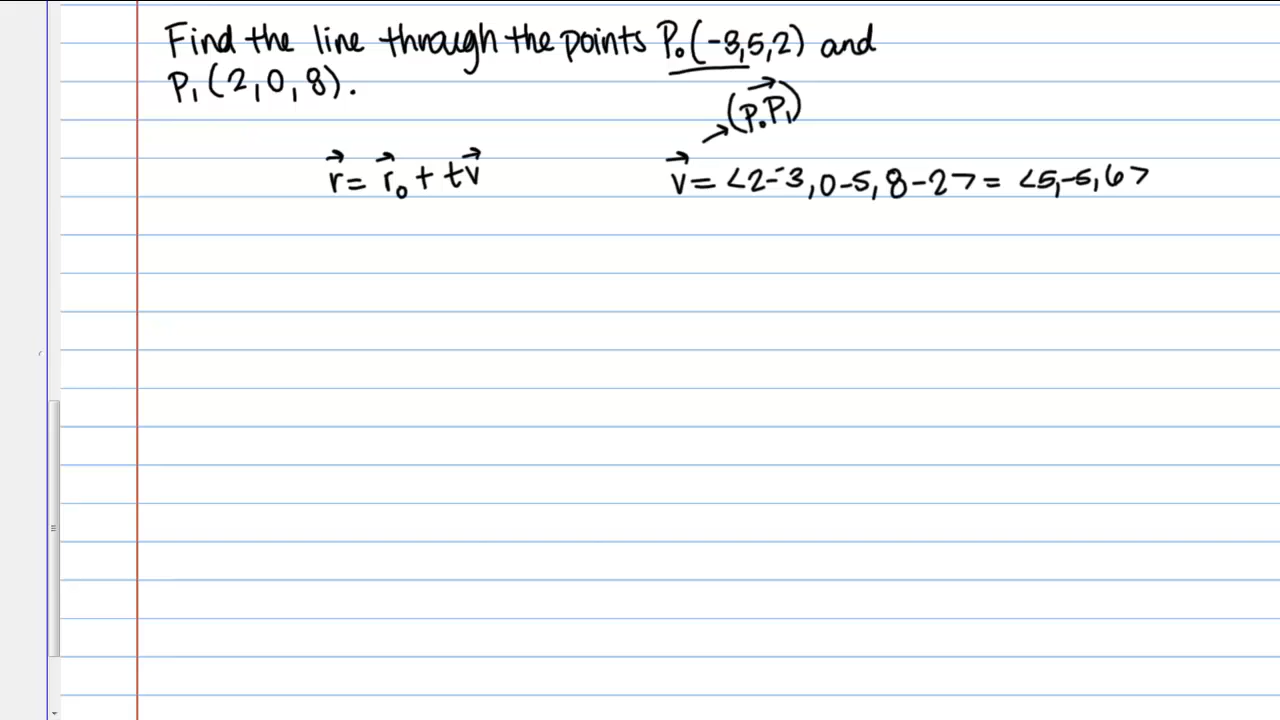 Find the line through the points P₀(-3,5,2) and
P₁(2,0,8).
(P₀P₁)
r = r₀ + tv
v = <2--3, 0-5, 8-2> = <5,-5,6>